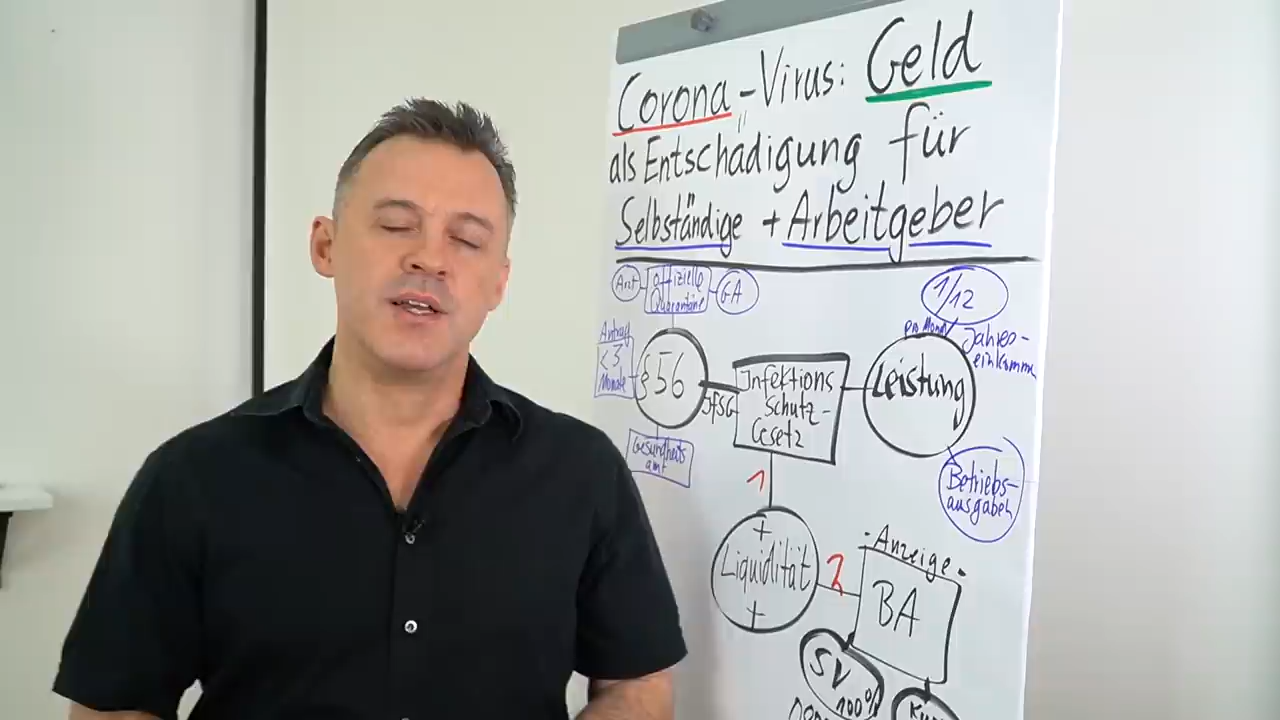 Corona-Virus: Geld
als Entschädigung für
Selbständige + Arbeitgeber
Arzt
offizielle
Quarantäne
GA
1/12
pro Monat
Jahres-
einkommen
Antrag
< 3
Monate
§ 56
IfSG
Infektions
Schutz-
Gesetz
Leistung
Gesundheits
amt
Betriebs-
ausgaben
1
+
Liquidität
+
2
Anzeige
BA
SV
100%